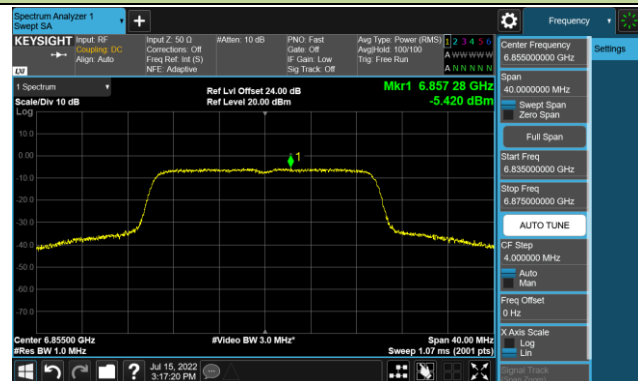 Spectrum Analyzer 1
Swept SA
Frequency
KEYSIGHT
Input: RF
Coupling: DC
Align: Auto
Input Z: 50 Ω
Corrections: Off
Freq Ref: Int (S)
NFE: Adaptive
#Atten: 10 dB
PNO: Fast
Gate: Off
IF Gain: Low
Sig Track: Off
Avg Type: Power (RMS)
Avg|Hold: 100/100
Trig: Free Run
1 2 3 4 5 6
A W W W W W
A N N N N N
LXI
1 Spectrum
Scale/Div 10 dB
Log
Ref Lvl Offset 24.00 dB
Ref Level 20.00 dBm
Mkr1 6.857 28 GHz
-5.420 dBm
10.0
0.00
-10.0
-20.0
-30.0
-40.0
-50.0
-60.0
-70.0
1
Center 6.85500 GHz
#Res BW 1.0 MHz
#Video BW 3.0 MHz*
Span 40.00 MHz
Sweep 1.07 ms (2001 pts)
Jul 15, 2022
3:17:20 PM
Center Frequency
6.855000000 GHz
Span
40.0000000 MHz
Swept Span
Zero Span
Full Span
Start Freq
6.835000000 GHz
Stop Freq
6.875000000 GHz
AUTO TUNE
CF Step
4.000000 MHz
Auto
Man
Freq Offset
0 Hz
X Axis Scale
Log
Lin
Signal Track
Settings